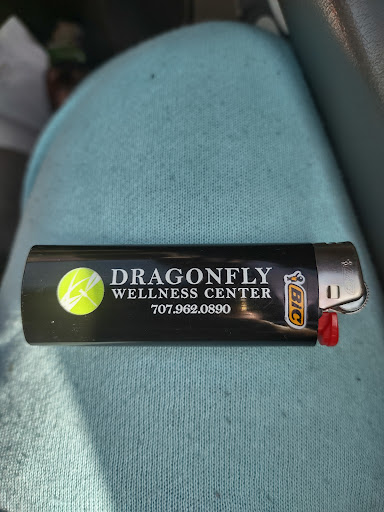 DRAGONFLY
WELLNESS CENTER
707.962.0890
BIC